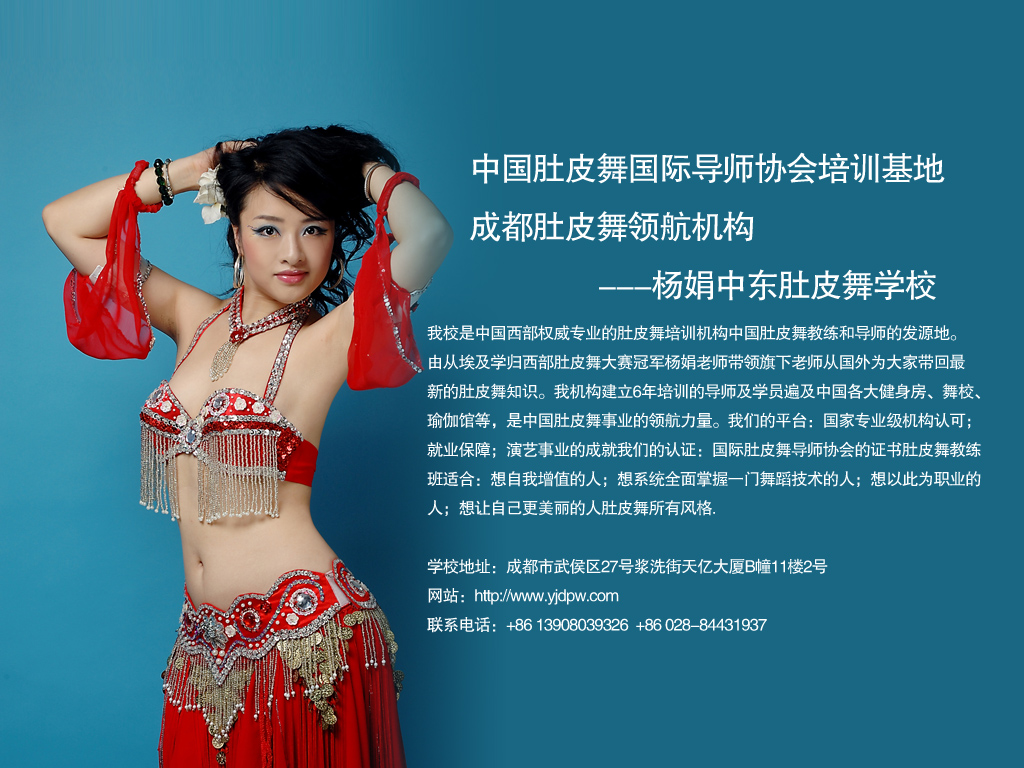 中国肚皮舞国际导师协会培训基地
成都肚皮舞领航机构
---杨娟中东肚皮舞学校
我校是中国西部权威专业的肚皮舞培训机构中国肚皮舞教练和导师的发源地。
由从埃及学归西部肚皮舞大赛冠军杨娟老师带领旗下老师从国外为大家带回最
新的肚皮舞知识。我机构建立6年培训的导师及学员遍及中国各大健身房、舞校、
瑜伽馆等，是中国肚皮舞事业的领航力量。我们的平台：国家专业级机构认可；
就业保障；演艺事业的成就我们的认证：国际肚皮舞导师协会的证书肚皮舞教练
班适合：想自我增值的人；想系统全面掌握一门舞蹈技术的人；想以此为职业的
人；想让自己更美丽的人肚皮舞所有风格.
学校地址：成都市武侯区27号浆洗街天亿大厦B幢11楼2号
网站：http://www.yjdpw.com
联系电话：+86 13908039326 +86 028-84431937